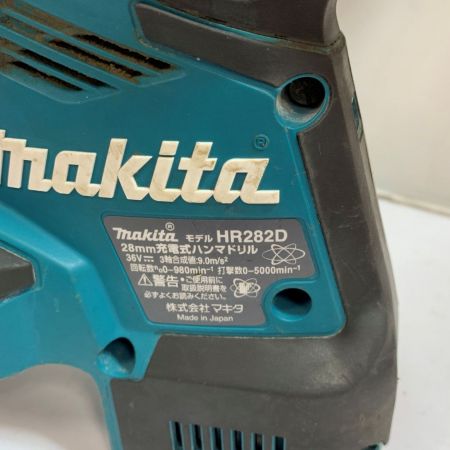 makita®
makita® モデル HR282D
28mm充電式ハンマドリル
36V⎓ 3軸合成値:9.0m/s²
回転数n₀0-980min⁻¹ 打撃数0-5000min⁻¹
⚠警告:ご使用前に
取扱説明書を
必ずよくお読みください。
株式会社 マキタ
Made in Japan